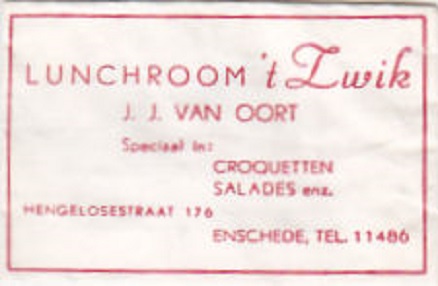 LUNCHROOM 't Zwik
J. J. VAN OORT
Speciaal in:
CROQUETTEN
SALADES enz.
HENGELOSESTRAAT 176
ENSCHEDE, TEL. 11486